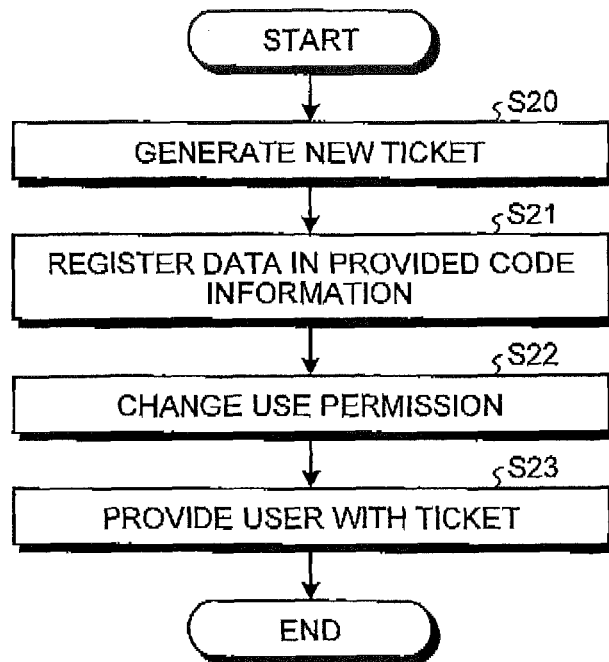 START
S20
GENERATE NEW TICKET
S21
REGISTER DATA IN PROVIDED CODE
INFORMATION
S22
CHANGE USE PERMISSION
S23
PROVIDE USER WITH TICKET
END